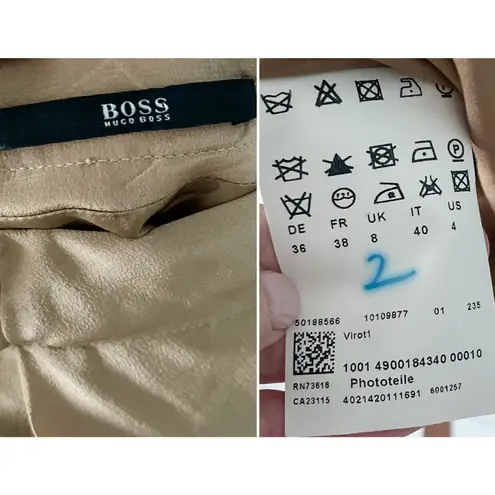 BOSS
HUGO BOSS
P
DE FR UK IT US
36 38 8 40 4
2
50188566 10109877 01 235
Virot1
1001 4900184340 00010
RN73616 Phototeile
CA23115 4021420111691 6001257